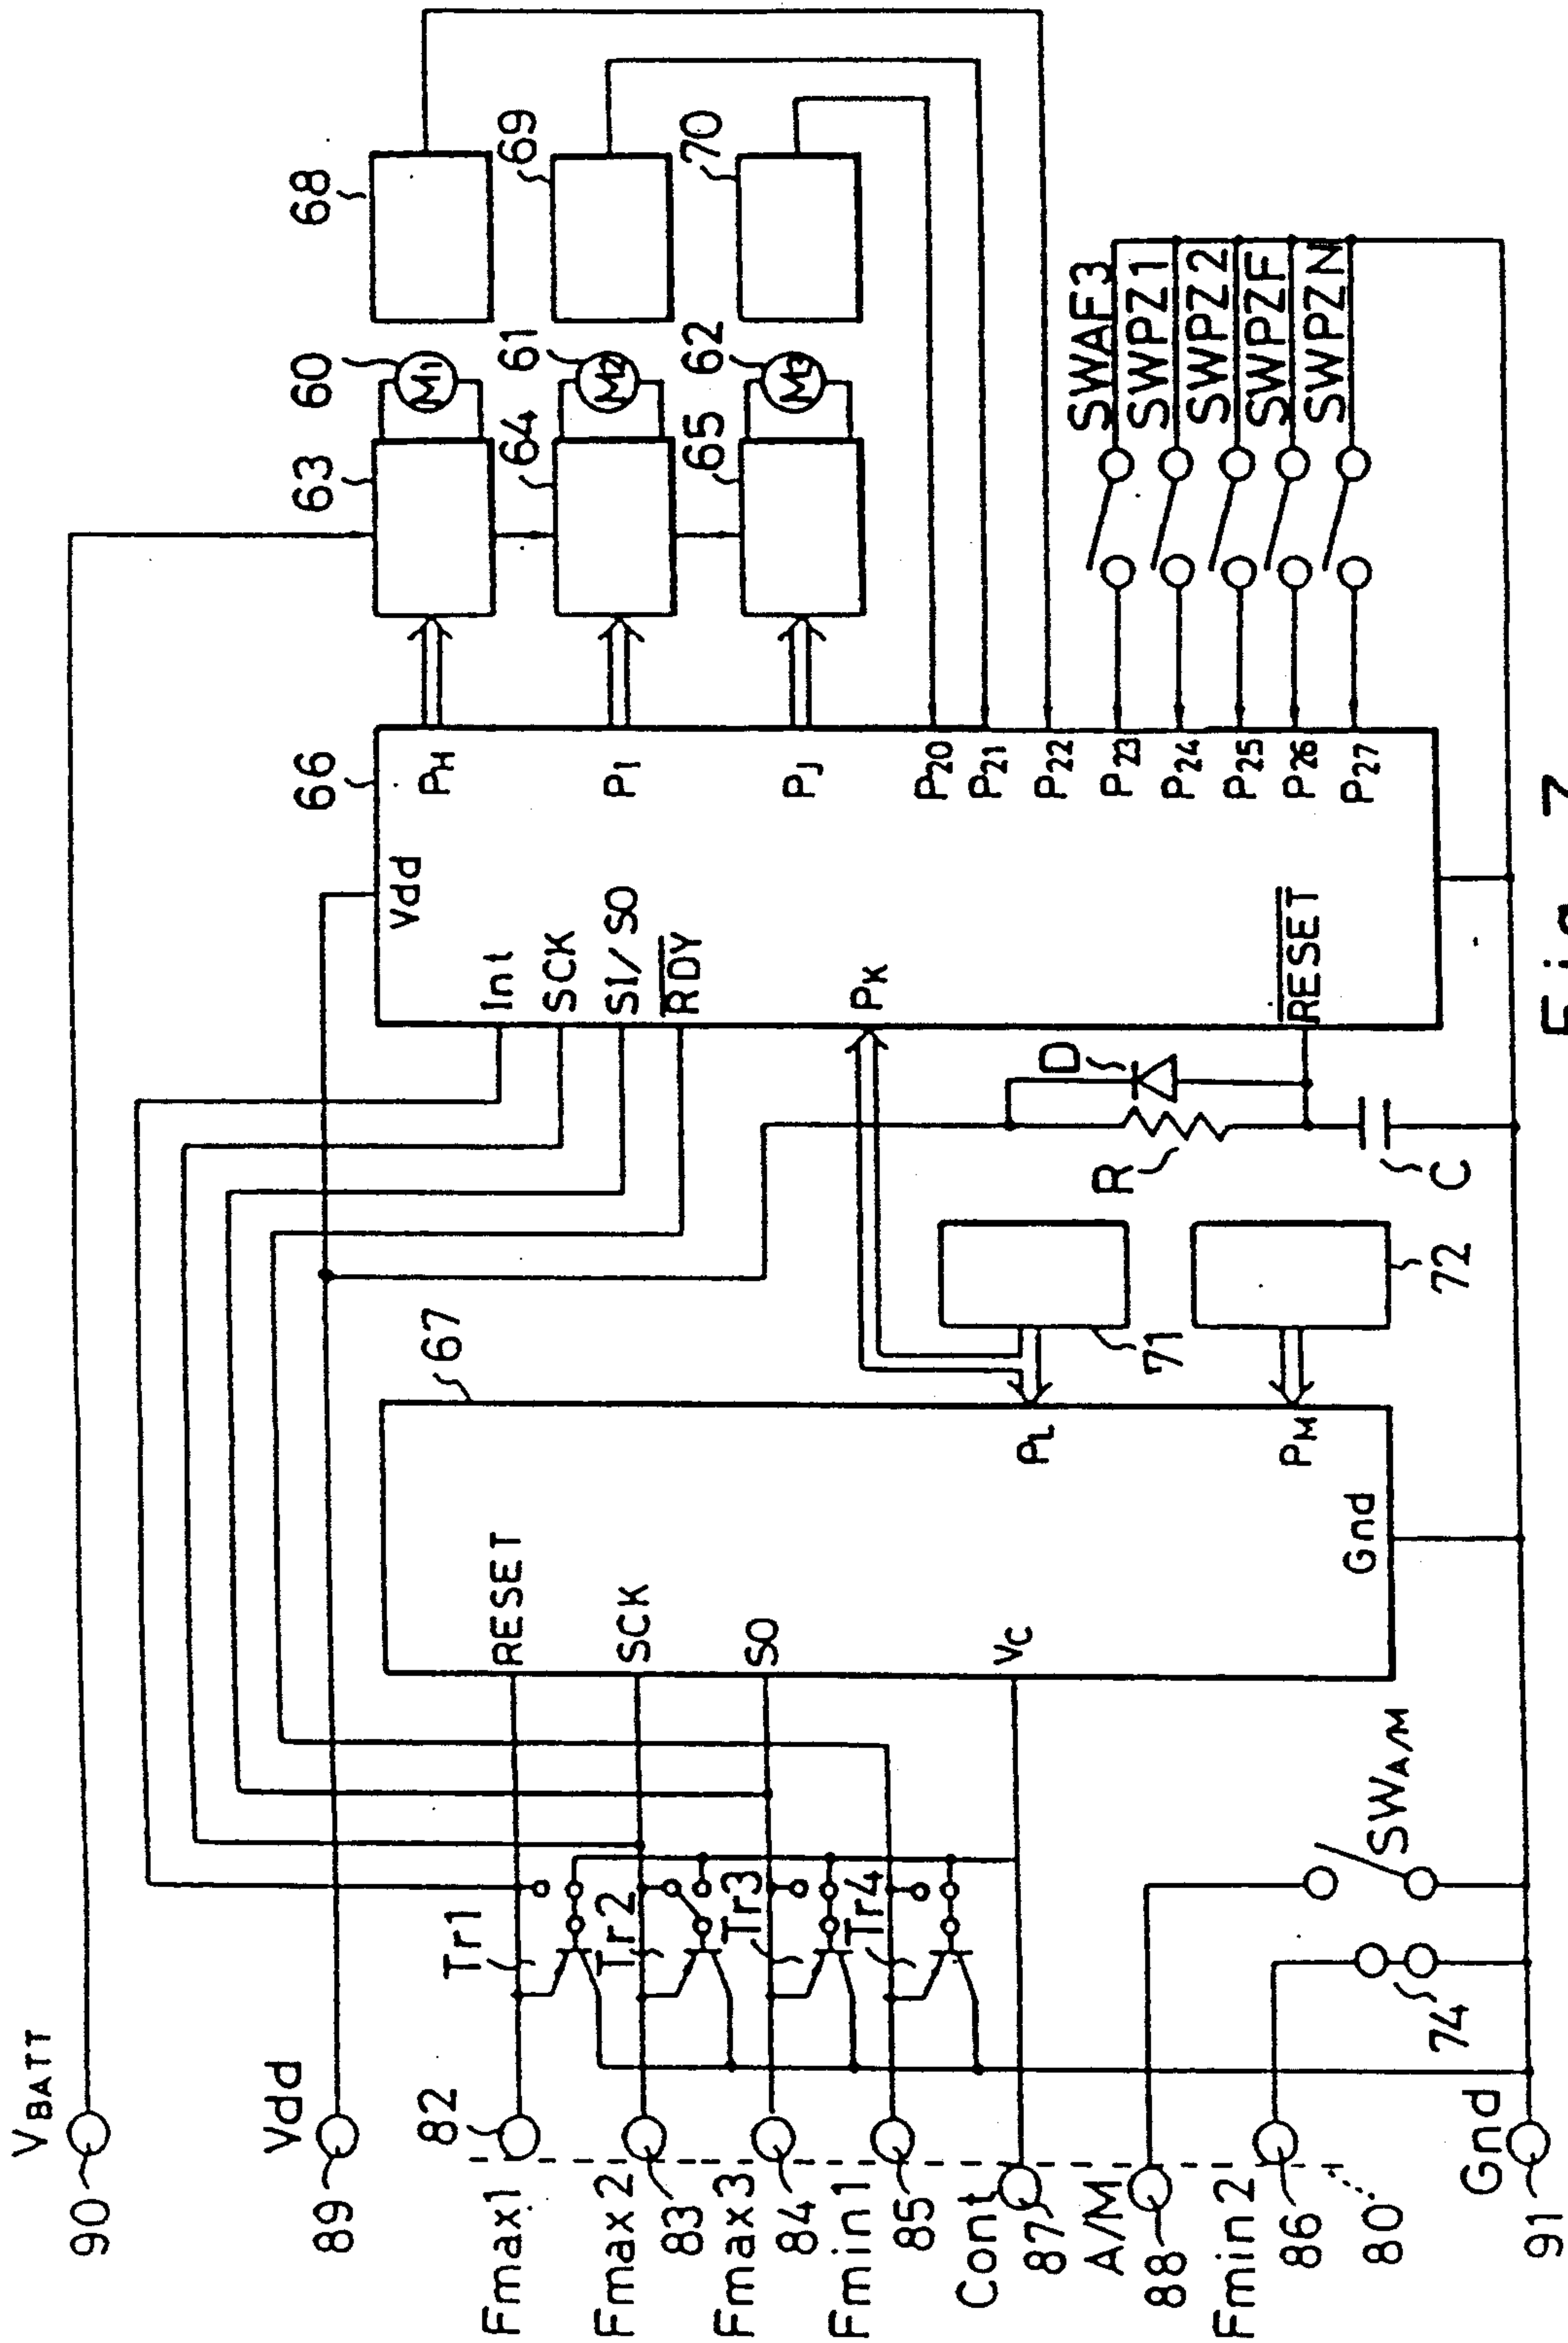 VBATT
90
Vdd
89
82
Fmax1
Fmax2
83
Fmax3
84
Fmin1
85
Cont
87
A/M
88
Fmin2
86
80
Gnd
91
Tr1
Tr2
Tr3
Tr4
SWA/M
74
67
RESET
SCK
SO
VC
PL
PM
Gnd
71
72
R
D
C
66
Vdd
Int
SCK
SI/SO
RDY
PK
RESET
PH
PI
PJ
P20
P21
P22
P23
P24
P25
P26
P27
63
60
M1
68
64
61
M2
69
65
62
M3
70
SWAF3
SWPZ1
SWPZ2
SWPZF
SWPZN
Fig. 7